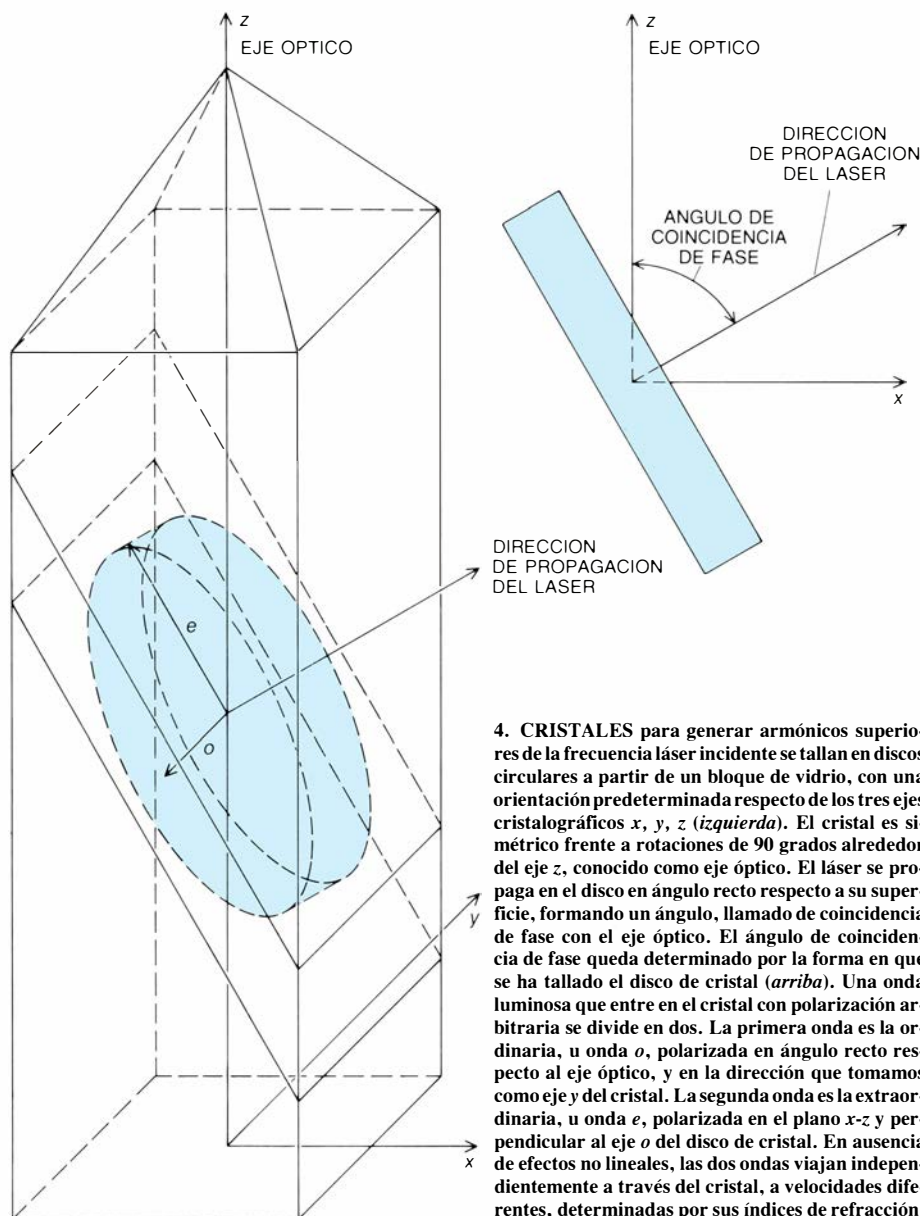 z
EJE OPTICO
z
EJE OPTICO
DIRECCION
DE PROPAGACION
DEL LASER
ANGULO DE
COINCIDENCIA
DE FASE
x
DIRECCION
DE PROPAGACION
DEL LASER
e
o
y
x
4. CRISTALES para generar armónicos superio-
res de la frecuencia láser incidente se tallan en discos
circulares a partir de un bloque de vidrio, con una
orientación predeterminada respecto de los tres ejes
cristalográficos x, y, z (izquierda). El cristal es si-
métrico frente a rotaciones de 90 grados alrededor
del eje z, conocido como eje óptico. El láser se pro-
paga en el disco en ángulo recto respecto a su super-
ficie, formando un ángulo, llamado de coincidencia
de fase con el eje óptico. El ángulo de coinciden-
cia de fase queda determinado por la forma en que
se ha tallado el disco de cristal (arriba). Una onda
luminosa que entre en el cristal con polarización ar-
bitraria se divide en dos. La primera onda es la or-
dinaria, u onda o, polarizada en ángulo recto res-
pecto al eje óptico, y en la dirección que tomamos
como eje y del cristal. La segunda onda es la extraor-
dinaria, u onda e, polarizada en el plano x-z y per-
pendicular al eje o del disco de cristal. En ausencia
de efectos no lineales, las dos ondas viajan indepen-
dientemente a través del cristal, a velocidades dife-
rentes, determinadas por sus índices de refracción.